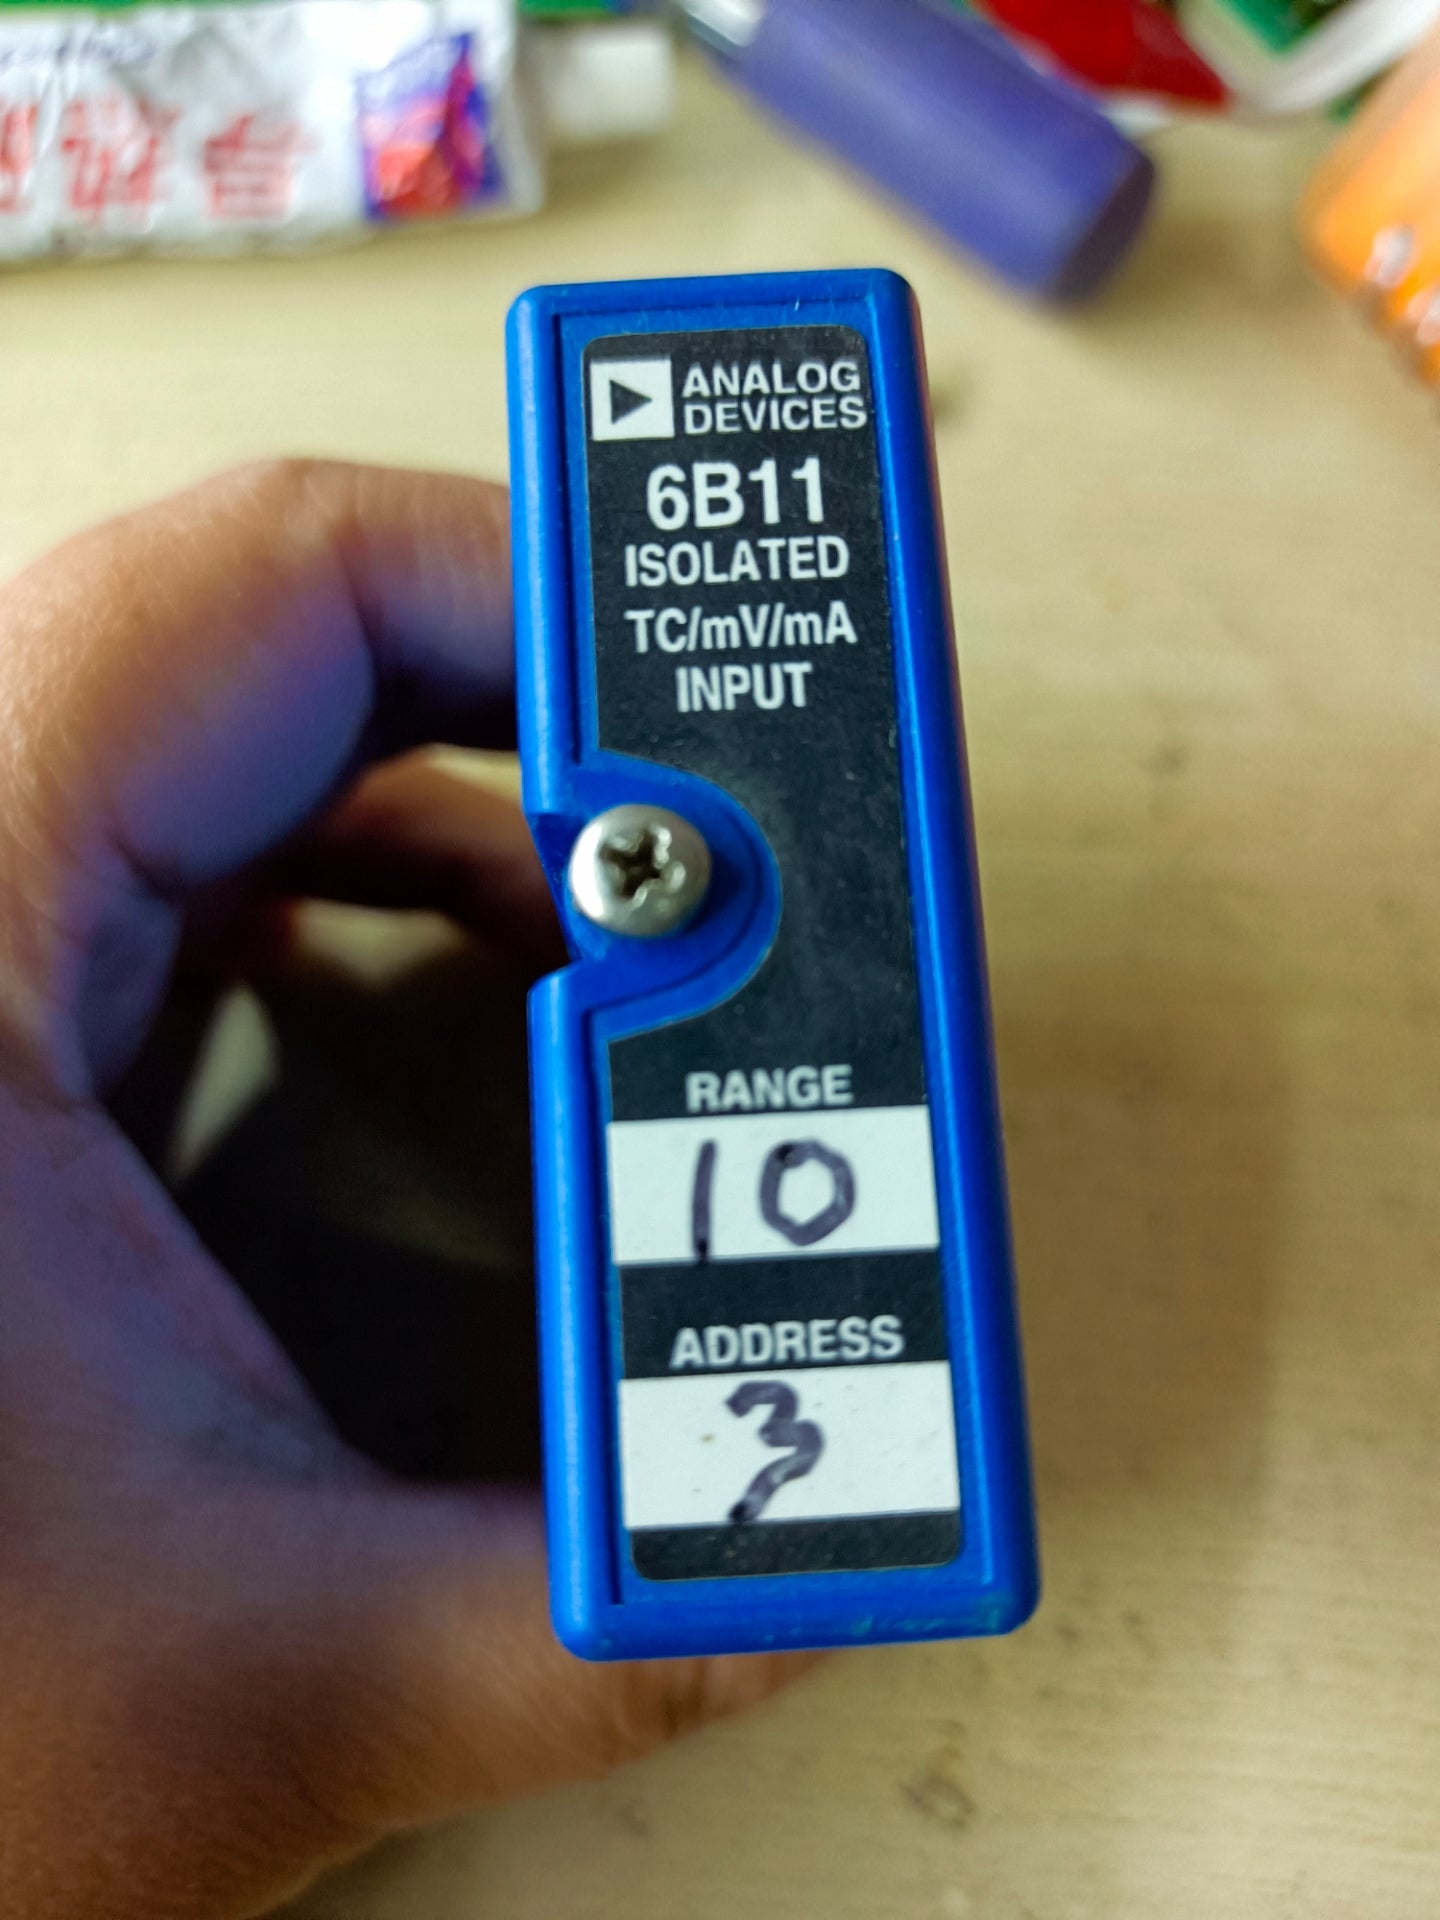 ANALOG
DEVICES
6B11
ISOLATED
TC/mV/mA
INPUT
RANGE
10
ADDRESS
3